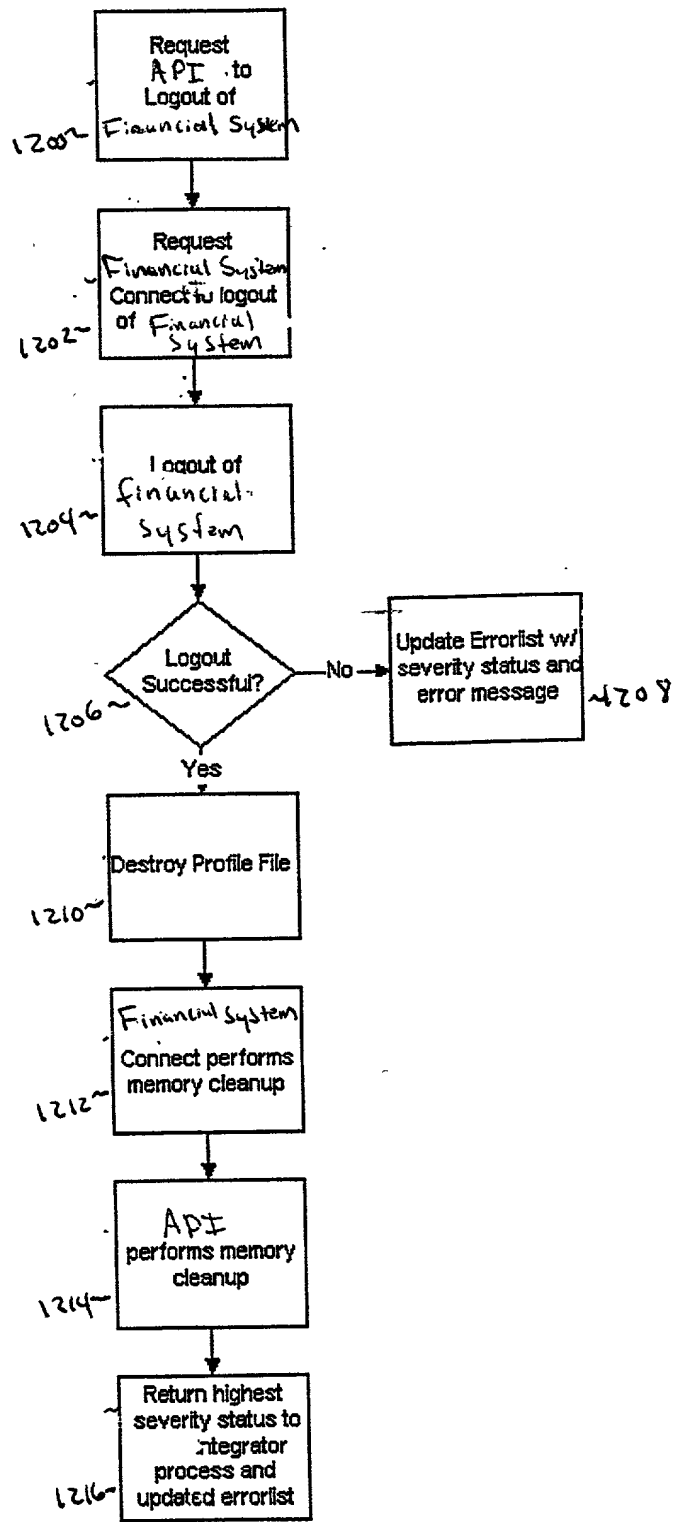 Request
API to
Logout of
Financial System
1200~
Request
Financial System
Connect to logout
of Financial
System
1202~
Logout of
financial
system
1204~
Logout
Successful?
1206~
No
Update Errorlist w/
severity status and
error message
~1208
Yes
Destroy Profile File
1210~
Financial System
Connect performs
memory cleanup
1212~
API
performs memory
cleanup
1214~
Return highest
severity status to
integrator
process and
updated errorlist
1216~